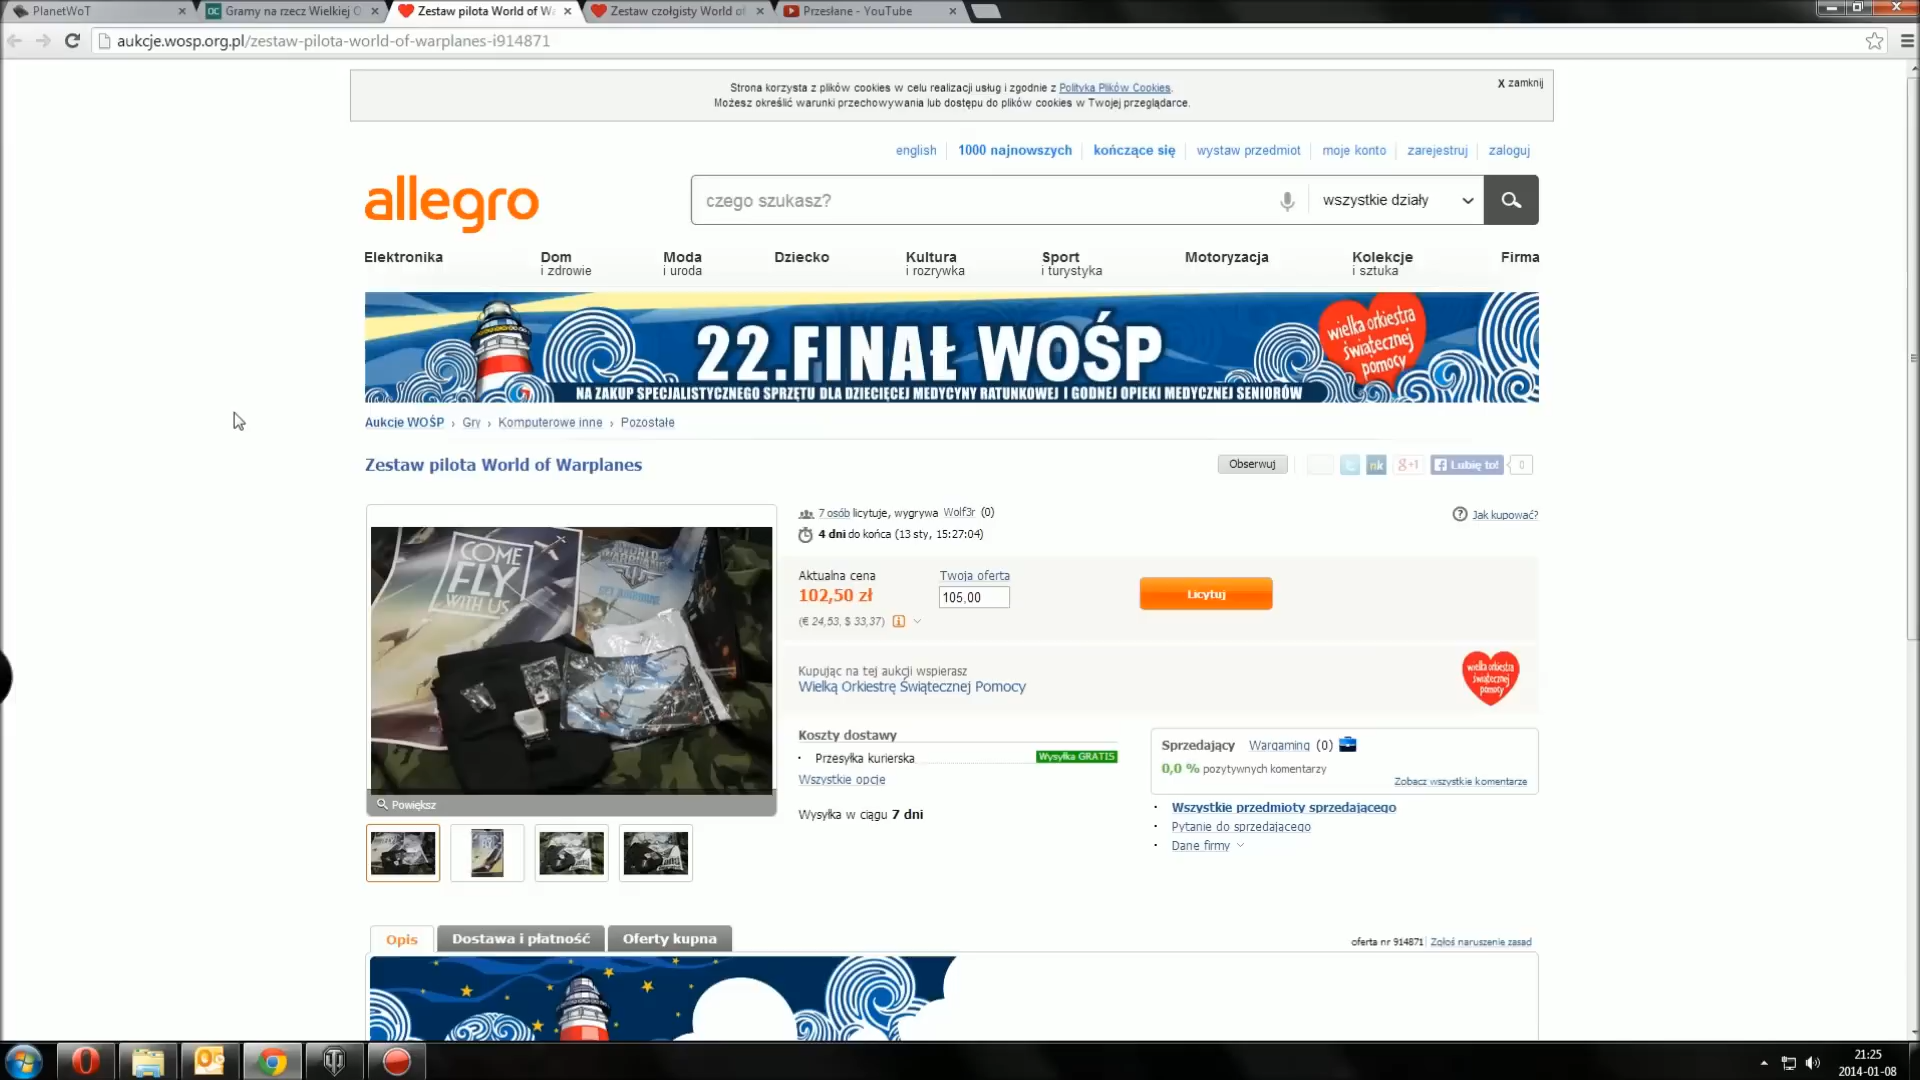 PlanetWoT
Gramy na rzecz Wielkiej O
Zestaw pilota World of Wa
Zestaw czołgisty World of
Przesłane - YouTube
aukcje.wosp.org.pl/zestaw-pilota-world-of-warplanes-i914871
Strona korzysta z plików cookies w celu realizacji usług i zgodnie z Polityką Plików Cookies.
X zamknij
Możesz określić warunki przechowywania lub dostępu do plików cookies w Twojej przeglądarce.
english 1000 najnowszych kończące się wystaw przedmiot moje konto zarejestruj zaloguj
allegro
czego szukasz?
wszystkie działy
Elektronika Dom Moda Dziecko Kultura Sport Motoryzacja Kolekcje Firma
i zdrowie i uroda i rozrywka i turystyka i sztuka
22.FINAŁ WOŚP
NA ZAKUP SPECJALISTYCZNEGO SPRZĘTU DLA DZIECIĘCEJ MEDYCYNY RATUNKOWEJ I GODNEJ OPIEKI MEDYCZNEJ SENIORÓW
wielka orkiestra
świątecznej
pomocy
Aukcje WOŚP › Gry › Komputerowe inne › Pozostałe
Zestaw pilota World of Warplanes
Obserwuj
nk
g+1
Lubię to!
0
COME
FLY
WITH US
WORLD
WARPLANES
7 osób licytuje, wygrywa Wolf3r (0)
Jak kupować?
4 dni do końca (13 sty, 15:27:04)
Aktualna cena
Twoja oferta
102,50 zł
105,00
Licytuj
(€ 24,53, $ 33,37)
Kupując na tej aukcji wspierasz
Wielką Orkiestrę Świątecznej Pomocy
wielka orkiestra
świątecznej
pomocy
Koszty dostawy
Przesyłka kurierska
Wysyłka GRATIS
Wszystkie opcje
Wysyłka w ciągu 7 dni
Sprzedający Wargaming (0)
0,0 % pozytywnych komentarzy
Zobacz wszystkie komentarze
Wszystkie przedmioty sprzedającego
Pytanie do sprzedającego
Dane firmy
Powiększ
Opis
Dostawa i płatność
Oferty kupna
oferta nr 914871
Zgłoś naruszenie zasad
21:25
2014-01-08